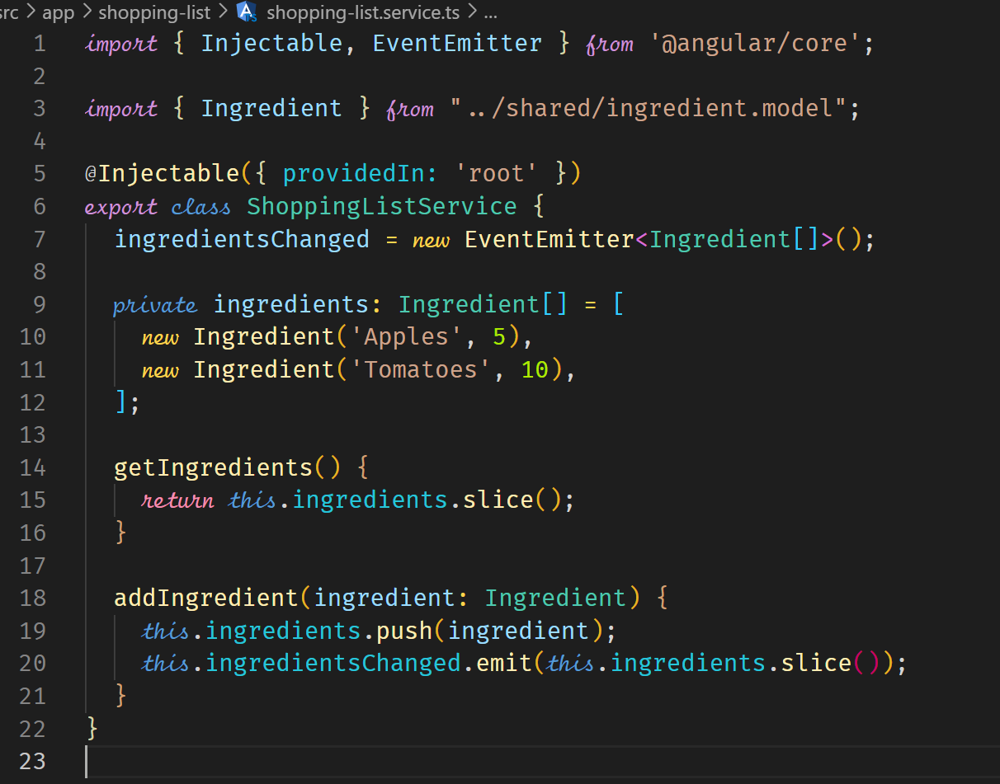 src > app > shopping-list > shopping-list.service.ts > ...
1 import { Injectable, EventEmitter } from '@angular/core';
2
3 import { Ingredient } from "../shared/ingredient.model";
4
5 @Injectable({ providedIn: 'root' })
6 export class ShoppingListService {
7   ingredientsChanged = new EventEmitter<Ingredient[]>();
8
9   private ingredients: Ingredient[] = [
10     new Ingredient('Apples', 5),
11     new Ingredient('Tomatoes', 10),
12   ];
13
14   getIngredients() {
15     return this.ingredients.slice();
16   }
17
18   addIngredient(ingredient: Ingredient) {
19     this.ingredients.push(ingredient);
20     this.ingredientsChanged.emit(this.ingredients.slice());
21   }
22 }
23